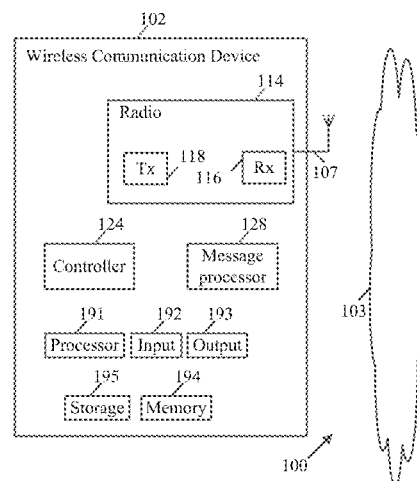 102
Wireless Communication Device
114
Radio
Tx
118
116
Rx
107
124
128
Controller
Message
processor
103
191
192
193
Processor
Input
Output
195
194
Storage
Memory
100